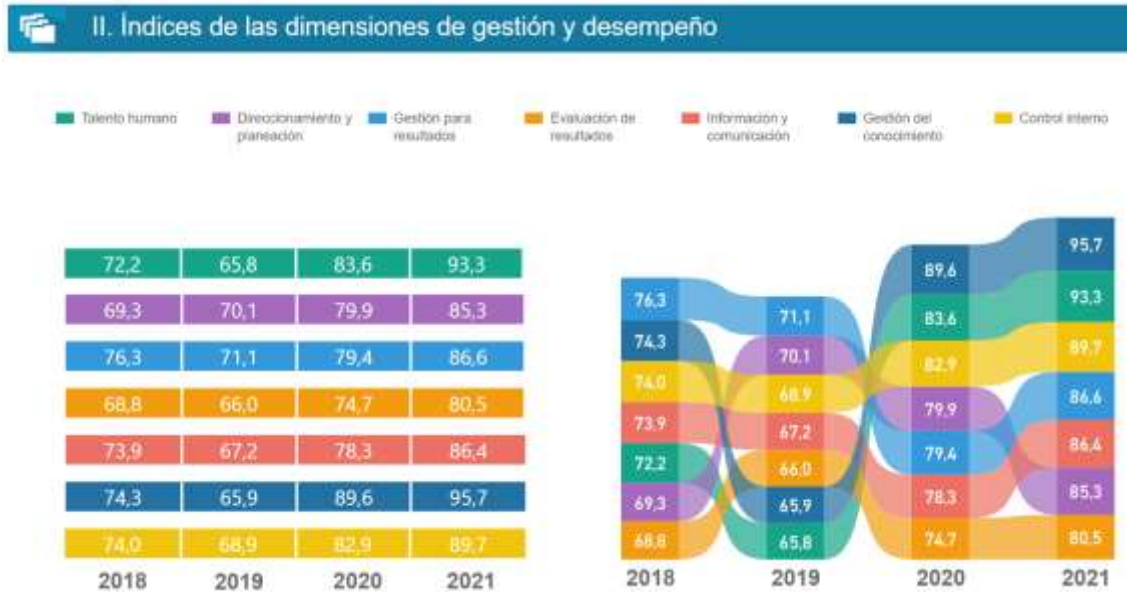 II. Índices de las dimensiones de gestión y desempeño
Talento humano
Direccionamiento y
planeación
Gestión para
resultados
Evaluación de
resultados
Información y
comunicación
Gestión del
conocimiento
Control interno
72,2 65,8 83,6 93,3
69,3 70,1 79,9 85,3
76,3 71,1 79,4 86,6
68,8 66,0 74,7 80,5
73,9 67,2 78,3 86,4
74,3 65,9 89,6 95,7
74,0 68,9 82,9 89,7
2018 2019 2020 2021
76,3
74,3
74,0
73,9
72,2
69,3
68,8
2018
71,1
70,1
68,9
67,2
66,0
65,9
65,8
2019
89,6
83,6
82,9
79,9
79,4
78,3
74,7
2020
95,7
93,3
89,7
86,6
86,4
85,3
80,5
2021